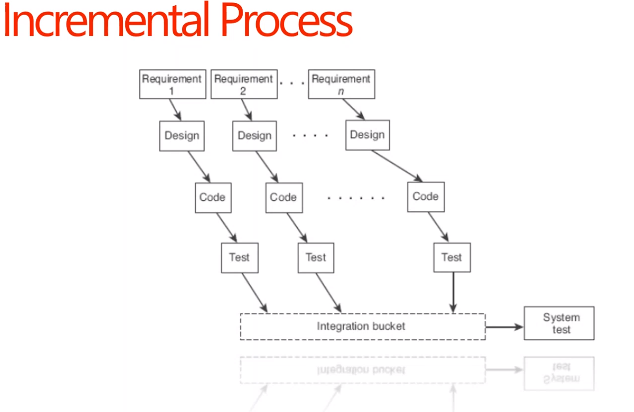 Incremental Process
Requirement
1
Requirement
2
. . .
Requirement
n
Design
Design
. . . .
Design
Code
Code
. . . . . .
Code
Test
Test
Test
Integration bucket
System
test